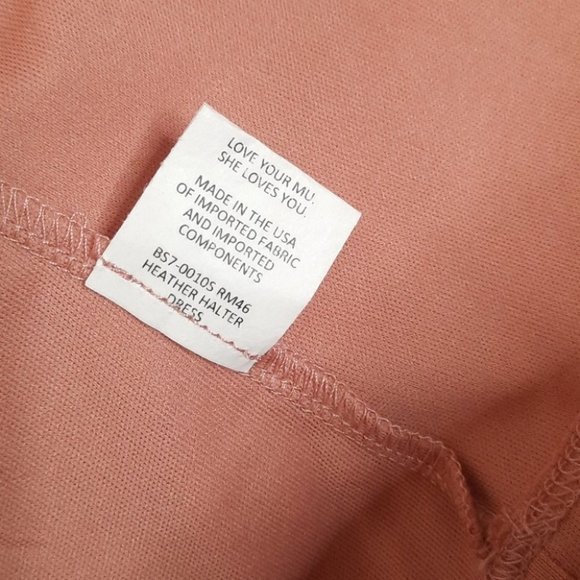 LOVE YOUR MU.
SHE LOVES YOU.
MADE IN THE USA
OF IMPORTED FABRIC
AND IMPORTED
COMPONENTS
BS7-0010S RM46
HEATHER HALTER
DRESS